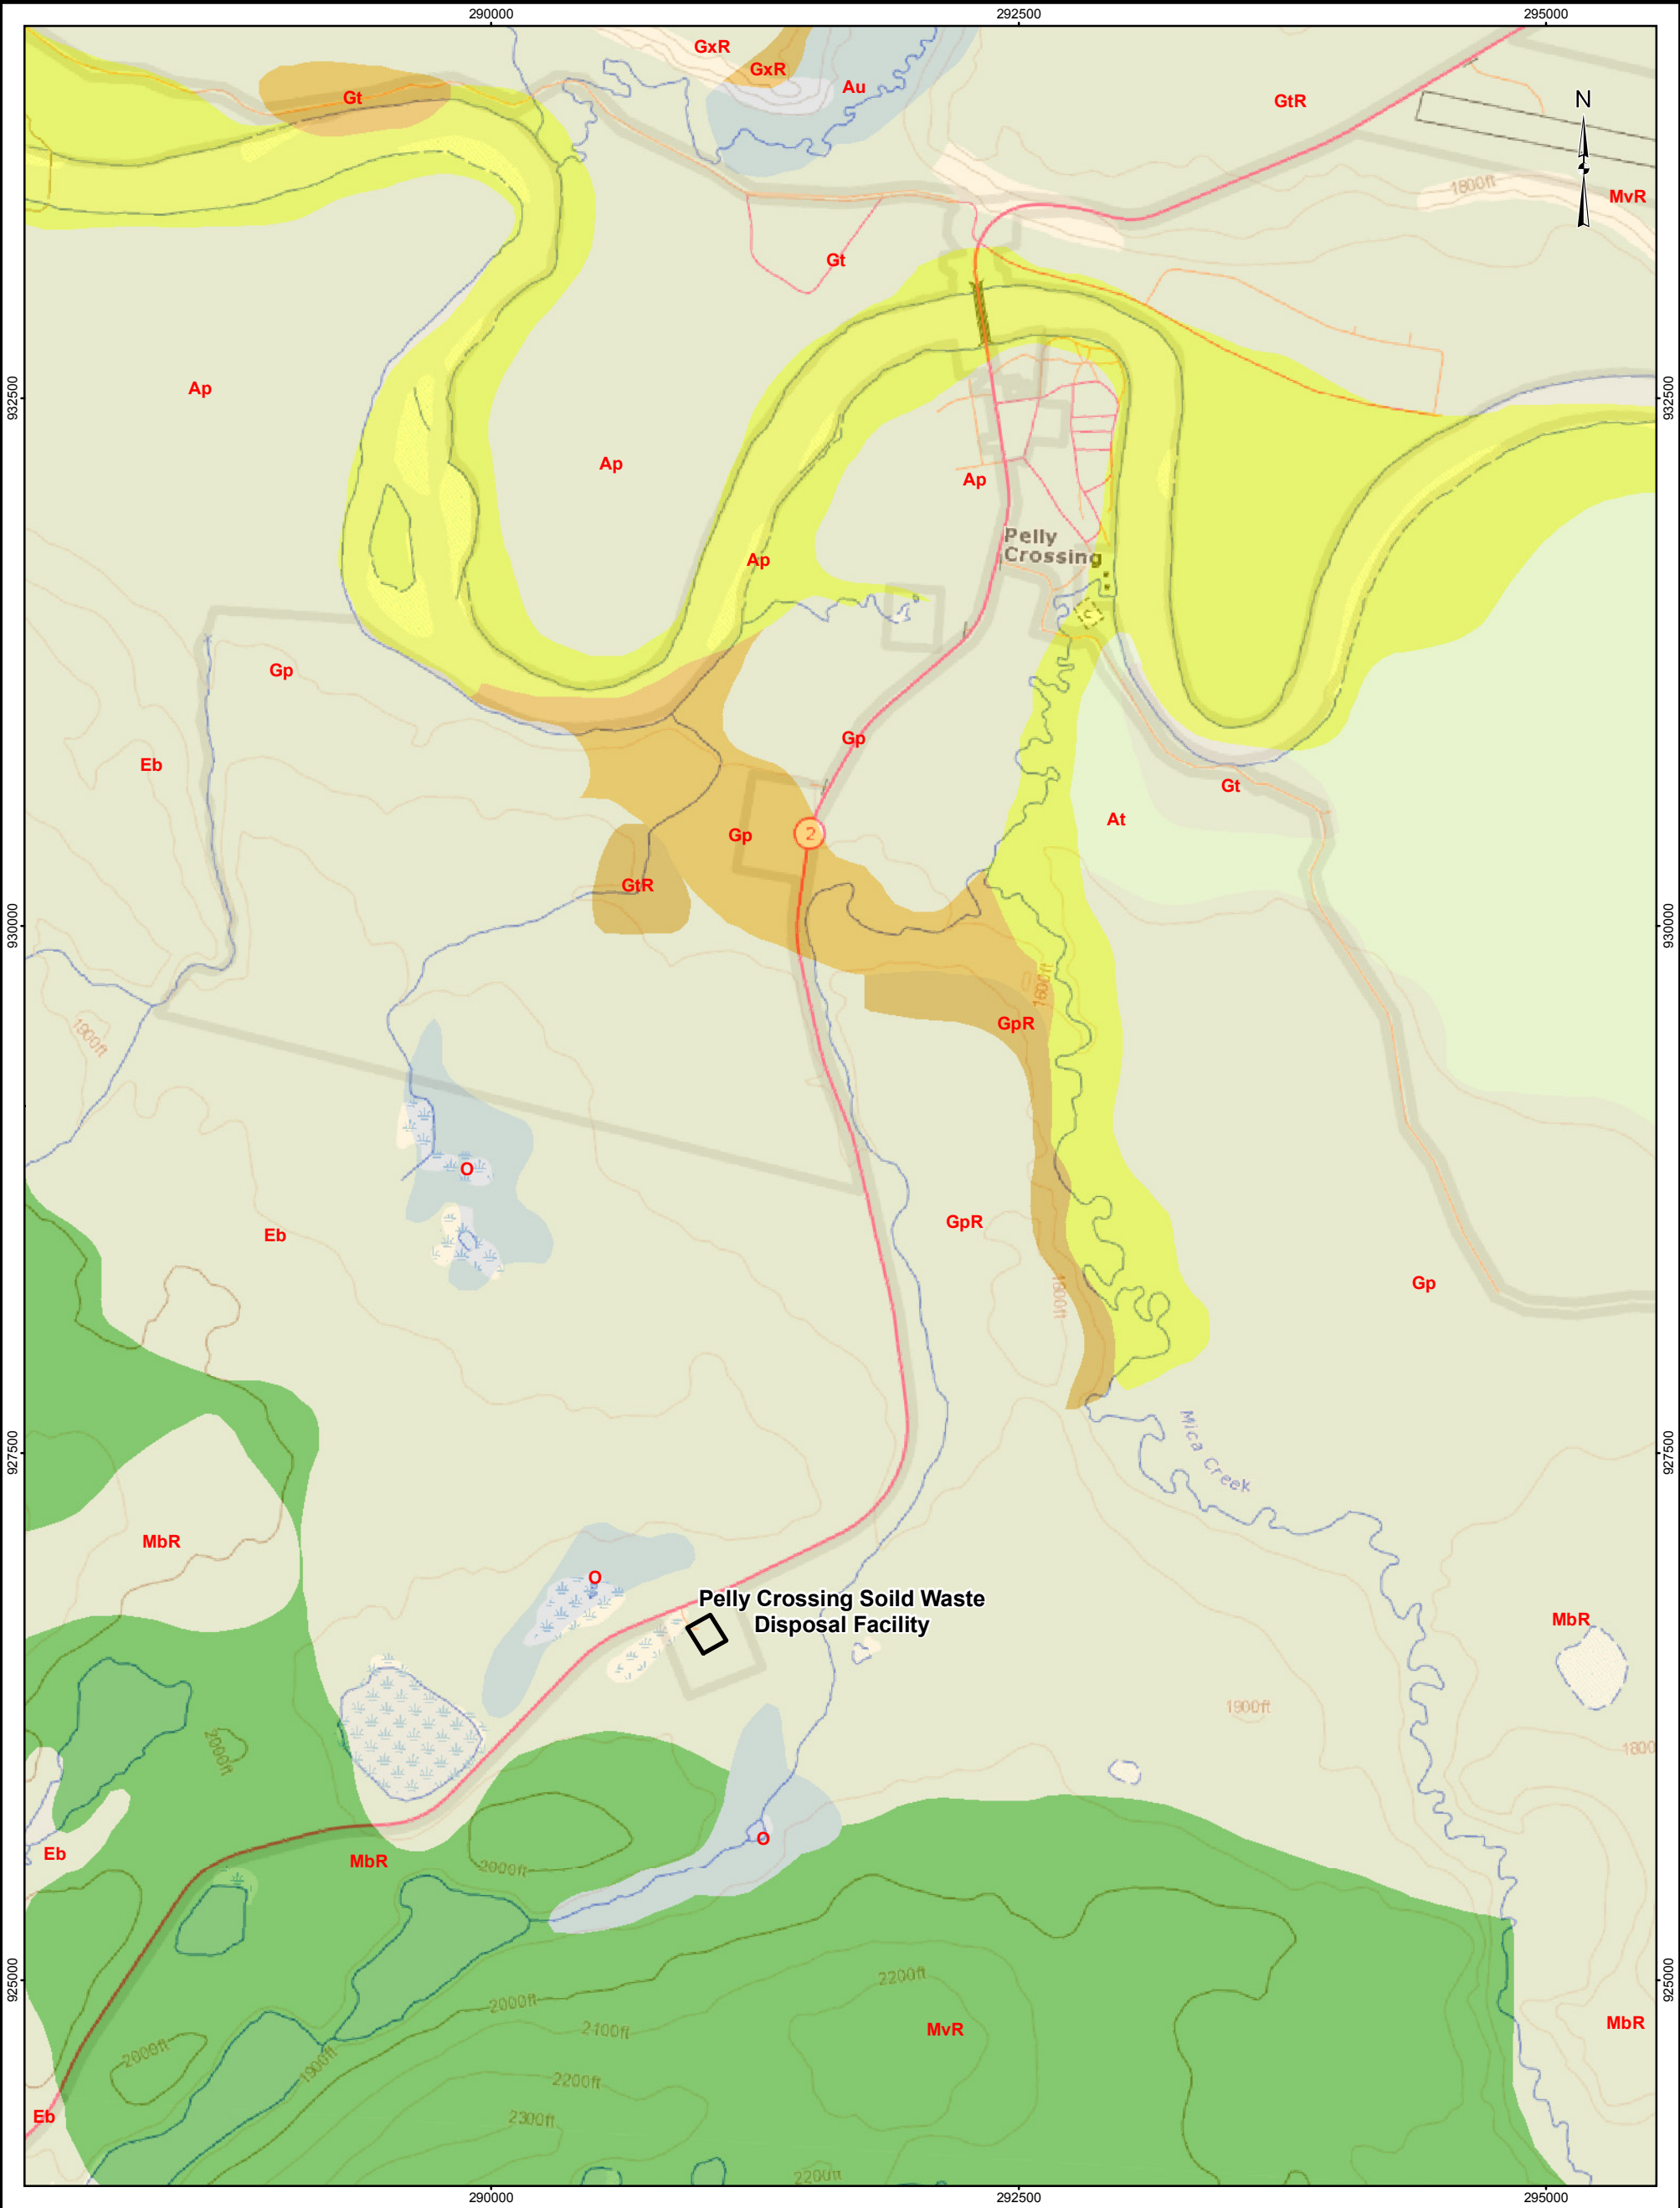 290000
292500
295000
GxR
GxR
Au
Gt
GtR
N
1800ft
MvR
Gt
932500
Ap
932500
Ap
Ap
Pelly
Crossing
Ap
Gp
Gp
Eb
Gt
At
2
Gp
GtR
930000
930000
1600ft
GpR
1900ft
O
GpR
Eb
Gp
1800ft
Mica Creek
927500
927500
MbR
O
Pelly Crossing Soild Waste
Disposal Facility
MbR
1900ft
2000ft
1800
O
Eb
MbR
2000ft
925000
925000
2200ft
2000ft
2100ft
MvR
MbR
2000ft
1900ft
2200ft
Eb
2300ft
2200ft
290000
292500
295000